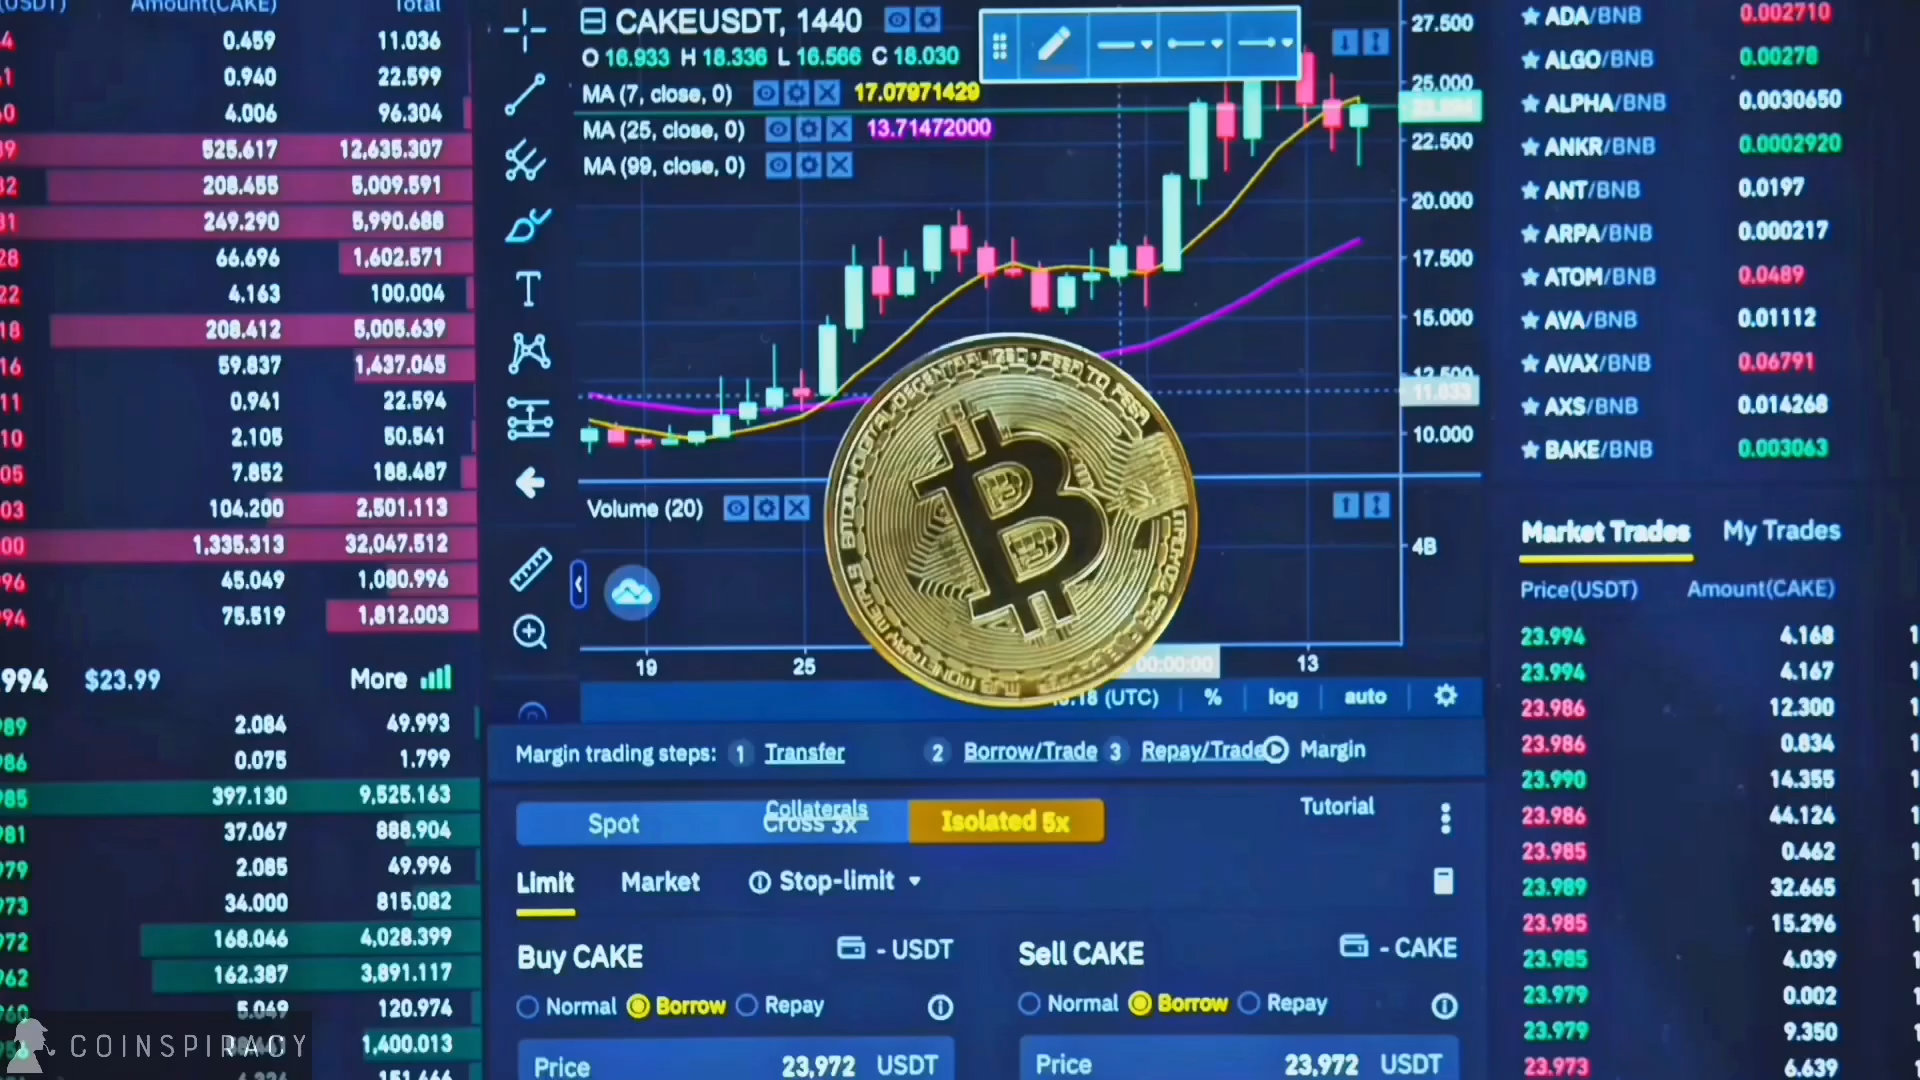 Amount(CAKE) Total
0.459 11.036
0.940 22.599
4.006 96.304
525.617 12,635.307
208.455 5,009.591
249.290 5,990.688
66.696 1,602.571
4.163 100.004
208.412 5,005.639
59.837 1,437.045
0.941 22.594
2.105 50.541
7.852 188.487
104.200 2,501.113
1,335.313 32,047.512
45.049 1,080.996
75.519 1,812.003
994 $23.99 More
2.084 49.993
0.075 1.799
397.130 9,525.163
37.067 888.904
2.085 49.996
34.000 815.082
168.046 4,028.399
162.387 3,891.117
5.049 120.974
1,400.013
COINSPIRACY
CAKEUSDT, 1440
O 16.933 H 18.336 L 16.566 C 18.030
MA (7, close, 0) 17.07971429
MA (25, close, 0) 13.71472000
MA (99, close, 0)
27.500
25.000
22.500
20.000
17.500
15.000
12.500
11.833
10.000
Volume (20)
4B
19 25 00:00:00 13
(UTC) % log auto
Margin trading steps: 1 Transfer 2 Borrow/Trade 3 Repay/Trade Margin
Tutorial
Collaterals
Spot Cross 3x Isolated 5x
Limit Market Stop-limit
Buy CAKE - USDT Sell CAKE - CAKE
Normal Borrow Repay Normal Borrow Repay
Price 23,972 USDT Price 23,972 USDT
ADA/BNB 0.002710
ALGO/BNB 0.00278
ALPHA/BNB 0.0030650
ANKR/BNB 0.0002920
ANT/BNB 0.0197
ARPA/BNB 0.000217
ATOM/BNB 0.0489
AVA/BNB 0.01112
AVAX/BNB 0.06791
AXS/BNB 0.014268
BAKE/BNB 0.003063
Market Trades My Trades
Price(USDT) Amount(CAKE)
23.994 4.168
23.994 4.167
23.986 12.300
23.986 0.834
23.990 14.355
23.986 44.124
23.985 0.462
23.989 32.665
23.985 15.296
23.985 4.039
23.979 0.002
23.979 9.350
23.973 6.639